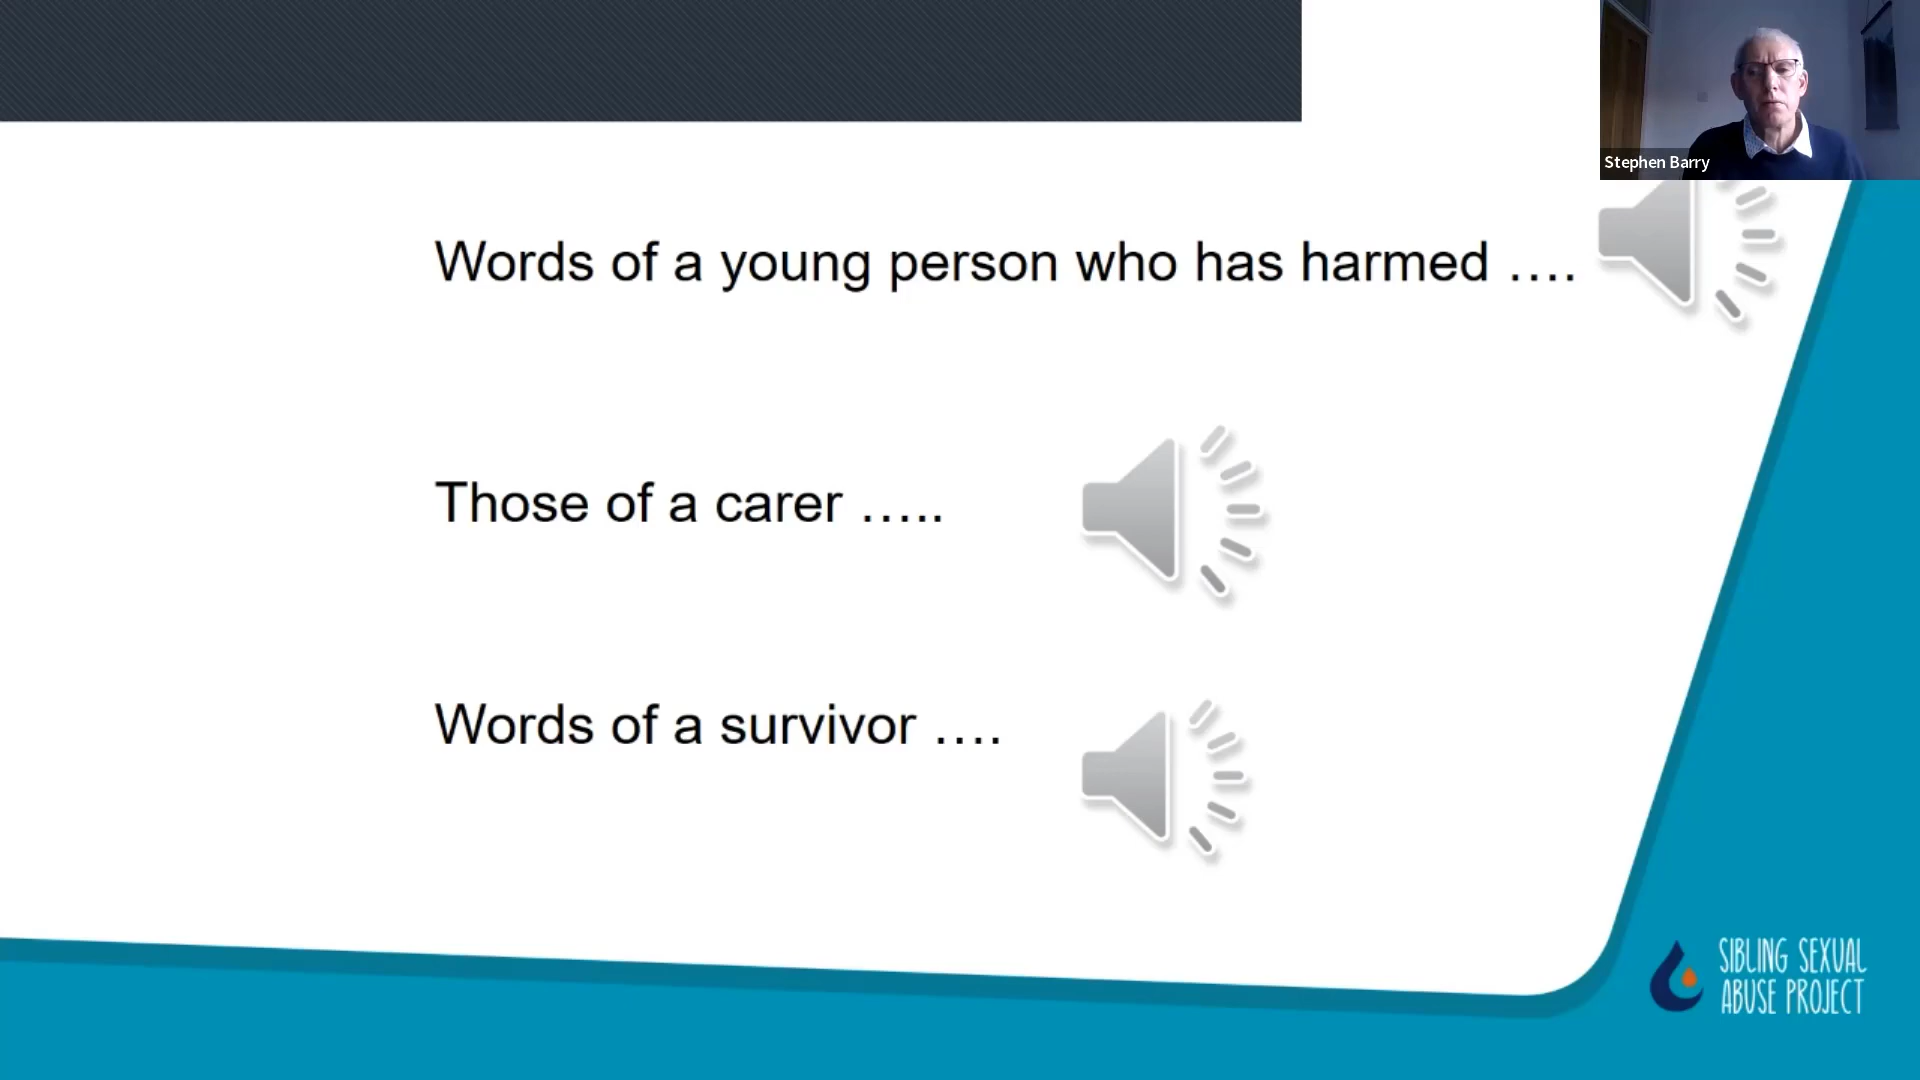 Stephen Barry
Words of a young person who has harmed ....
Those of a carer .....
Words of a survivor ....
SIBLING SEXUAL
ABUSE PROJECT